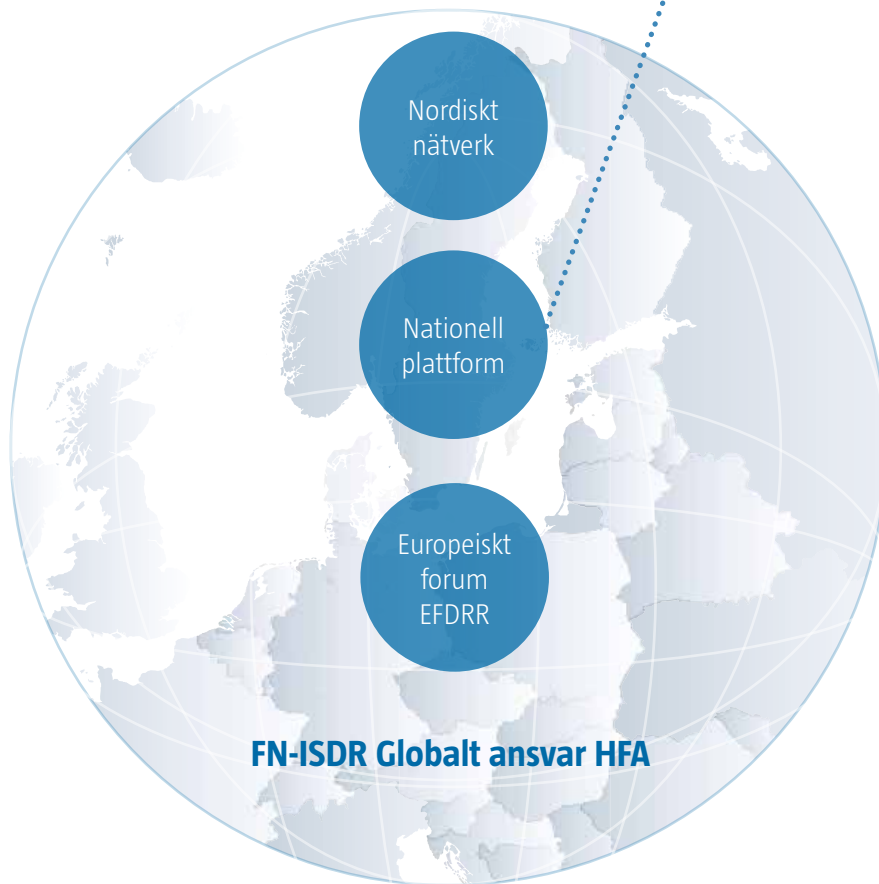 Nordiskt
nätverk
Nationell
plattform
Europeiskt
forum
EFDRR
FN-ISDR Globalt ansvar HFA